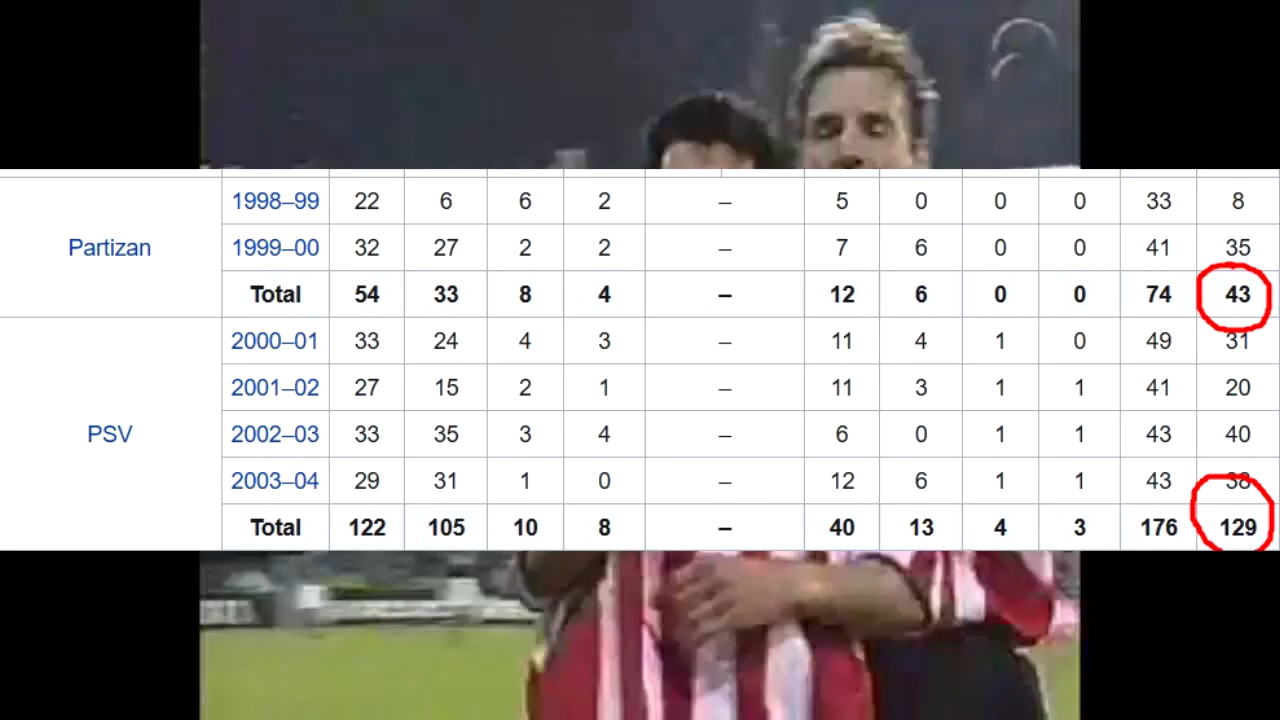 1998–99 22 6 6 2 – 5 0 0 0 33 8
Partizan 1999–00 32 27 2 2 – 7 6 0 0 41 35
Total 54 33 8 4 – 12 6 0 0 74 43
2000–01 33 24 4 3 – 11 4 1 0 49 31
2001–02 27 15 2 1 – 11 3 1 1 41 20
PSV 2002–03 33 35 3 4 – 6 0 1 1 43 40
2003–04 29 31 1 0 – 12 6 1 1 43 38
Total 122 105 10 8 – 40 13 4 3 176 129